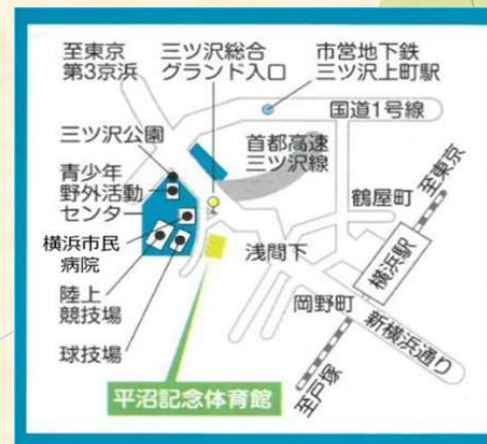 至東京
第3京浜
三ツ沢総合
グランド入口
市営地下鉄
三ツ沢上町駅
国道1号線
三ツ沢公園
首都高速
三ツ沢線
青少年
野外活動
センター
鶴屋町
至東京
横浜市民
病院
浅間下
横浜駅
陸上
競技場
岡野町
新横浜通り
球技場
至戸塚
平沼記念体育館